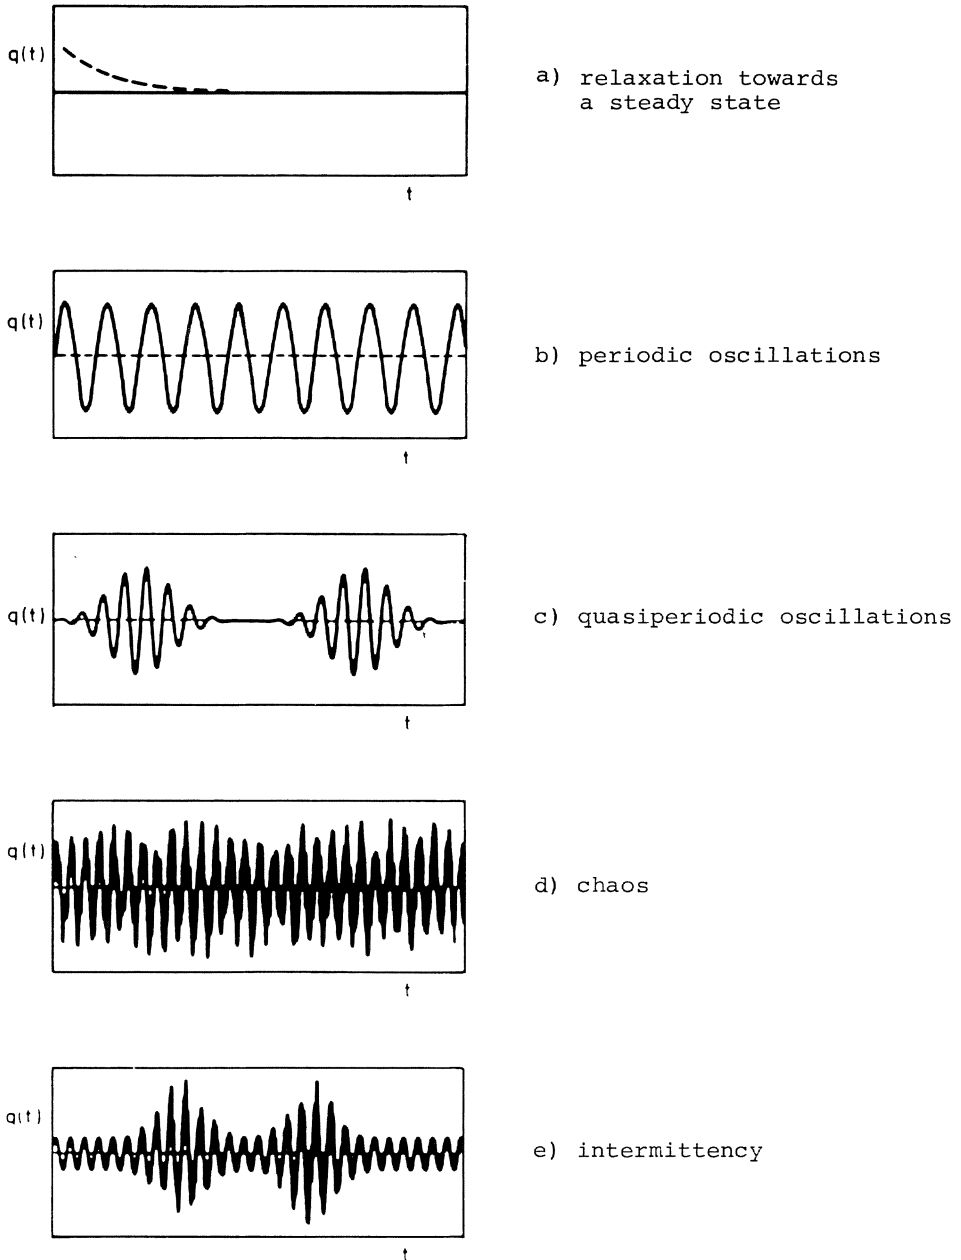 q(t)
a) relaxation towards
a steady state
t
q(t)
b) periodic oscillations
t
q(t)
c) quasiperiodic oscillations
t
q(t)
d) chaos
t
q(t)
e) intermittency
t